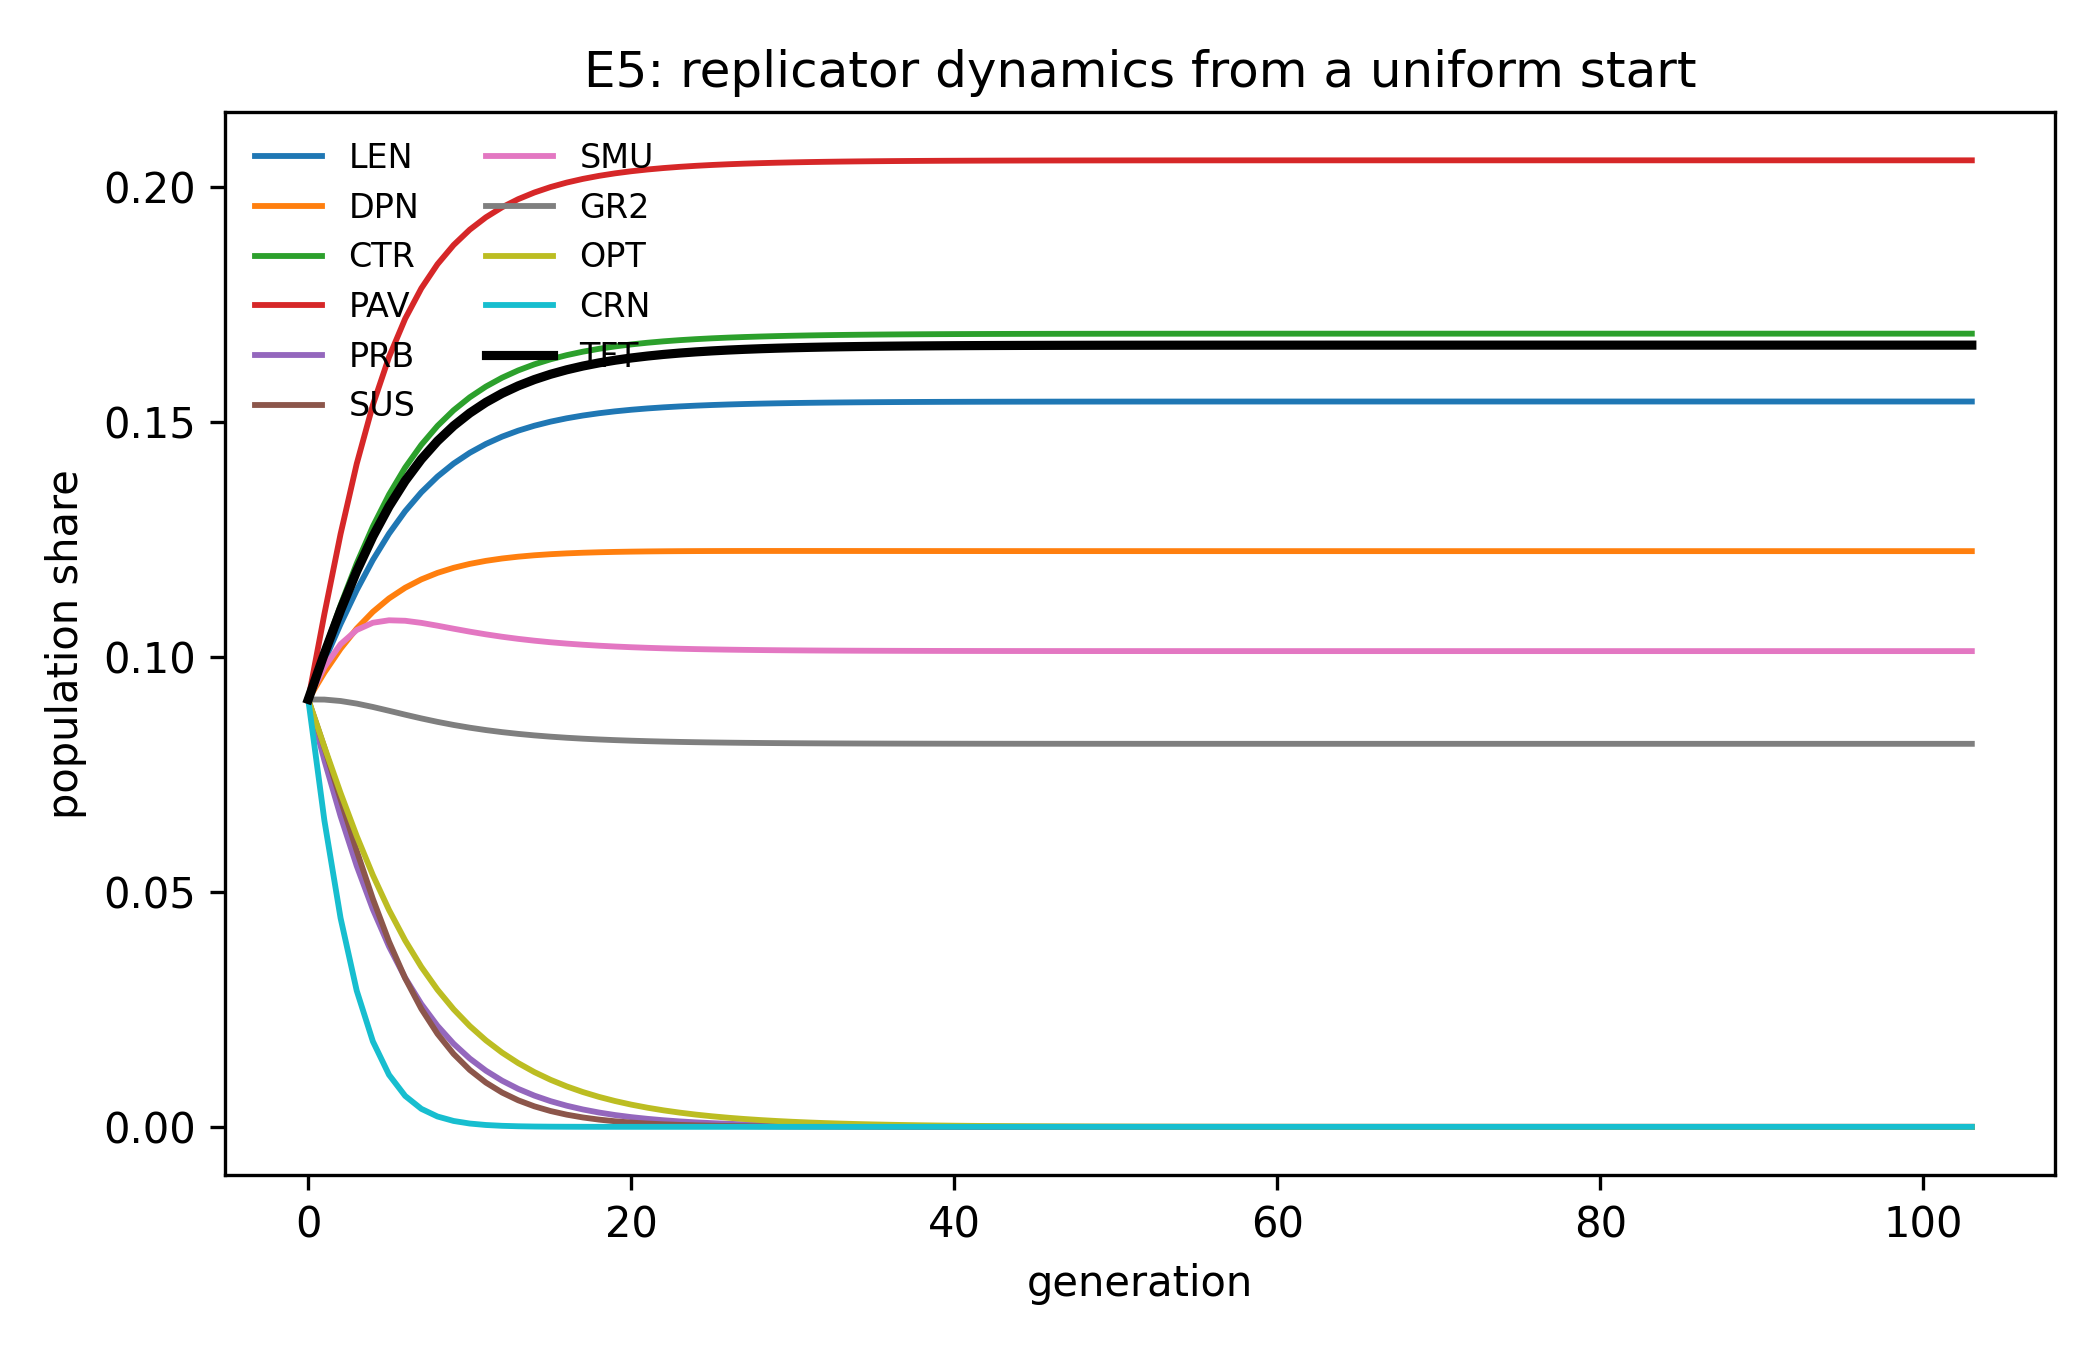 E5: replicator dynamics from a uniform start
LEN
DPN
CTR
PAV
PRB
SUS
SMU
GR2
OPT
CRN
TFT
0.20
0.15
0.10
0.05
0.00
population share
0 20 40 60 80 100
generation